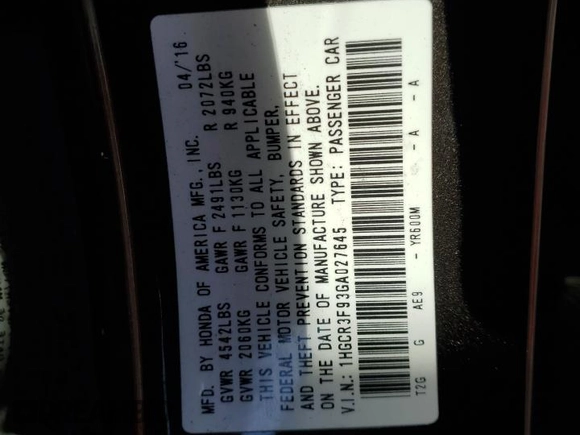 MFD. BY HONDA OF AMERICA MFG., INC. 04/'16
GVWR 4542LBS GAWR F 2491LBS R 2072LBS
GVWR 2060KG GAWR F 1130KG R 940KG
THIS VEHICLE CONFORMS TO ALL APPLICABLE
FEDERAL MOTOR VEHICLE SAFETY, BUMPER,
AND THEFT PREVENTION STANDARDS IN EFFECT
ON THE DATE OF MANUFACTURE SHOWN ABOVE.
V.I.N.: 1HGCR3F93GA027645 TYPE: PASSENGER CAR
T2G G AE9 - YR600M - A - A